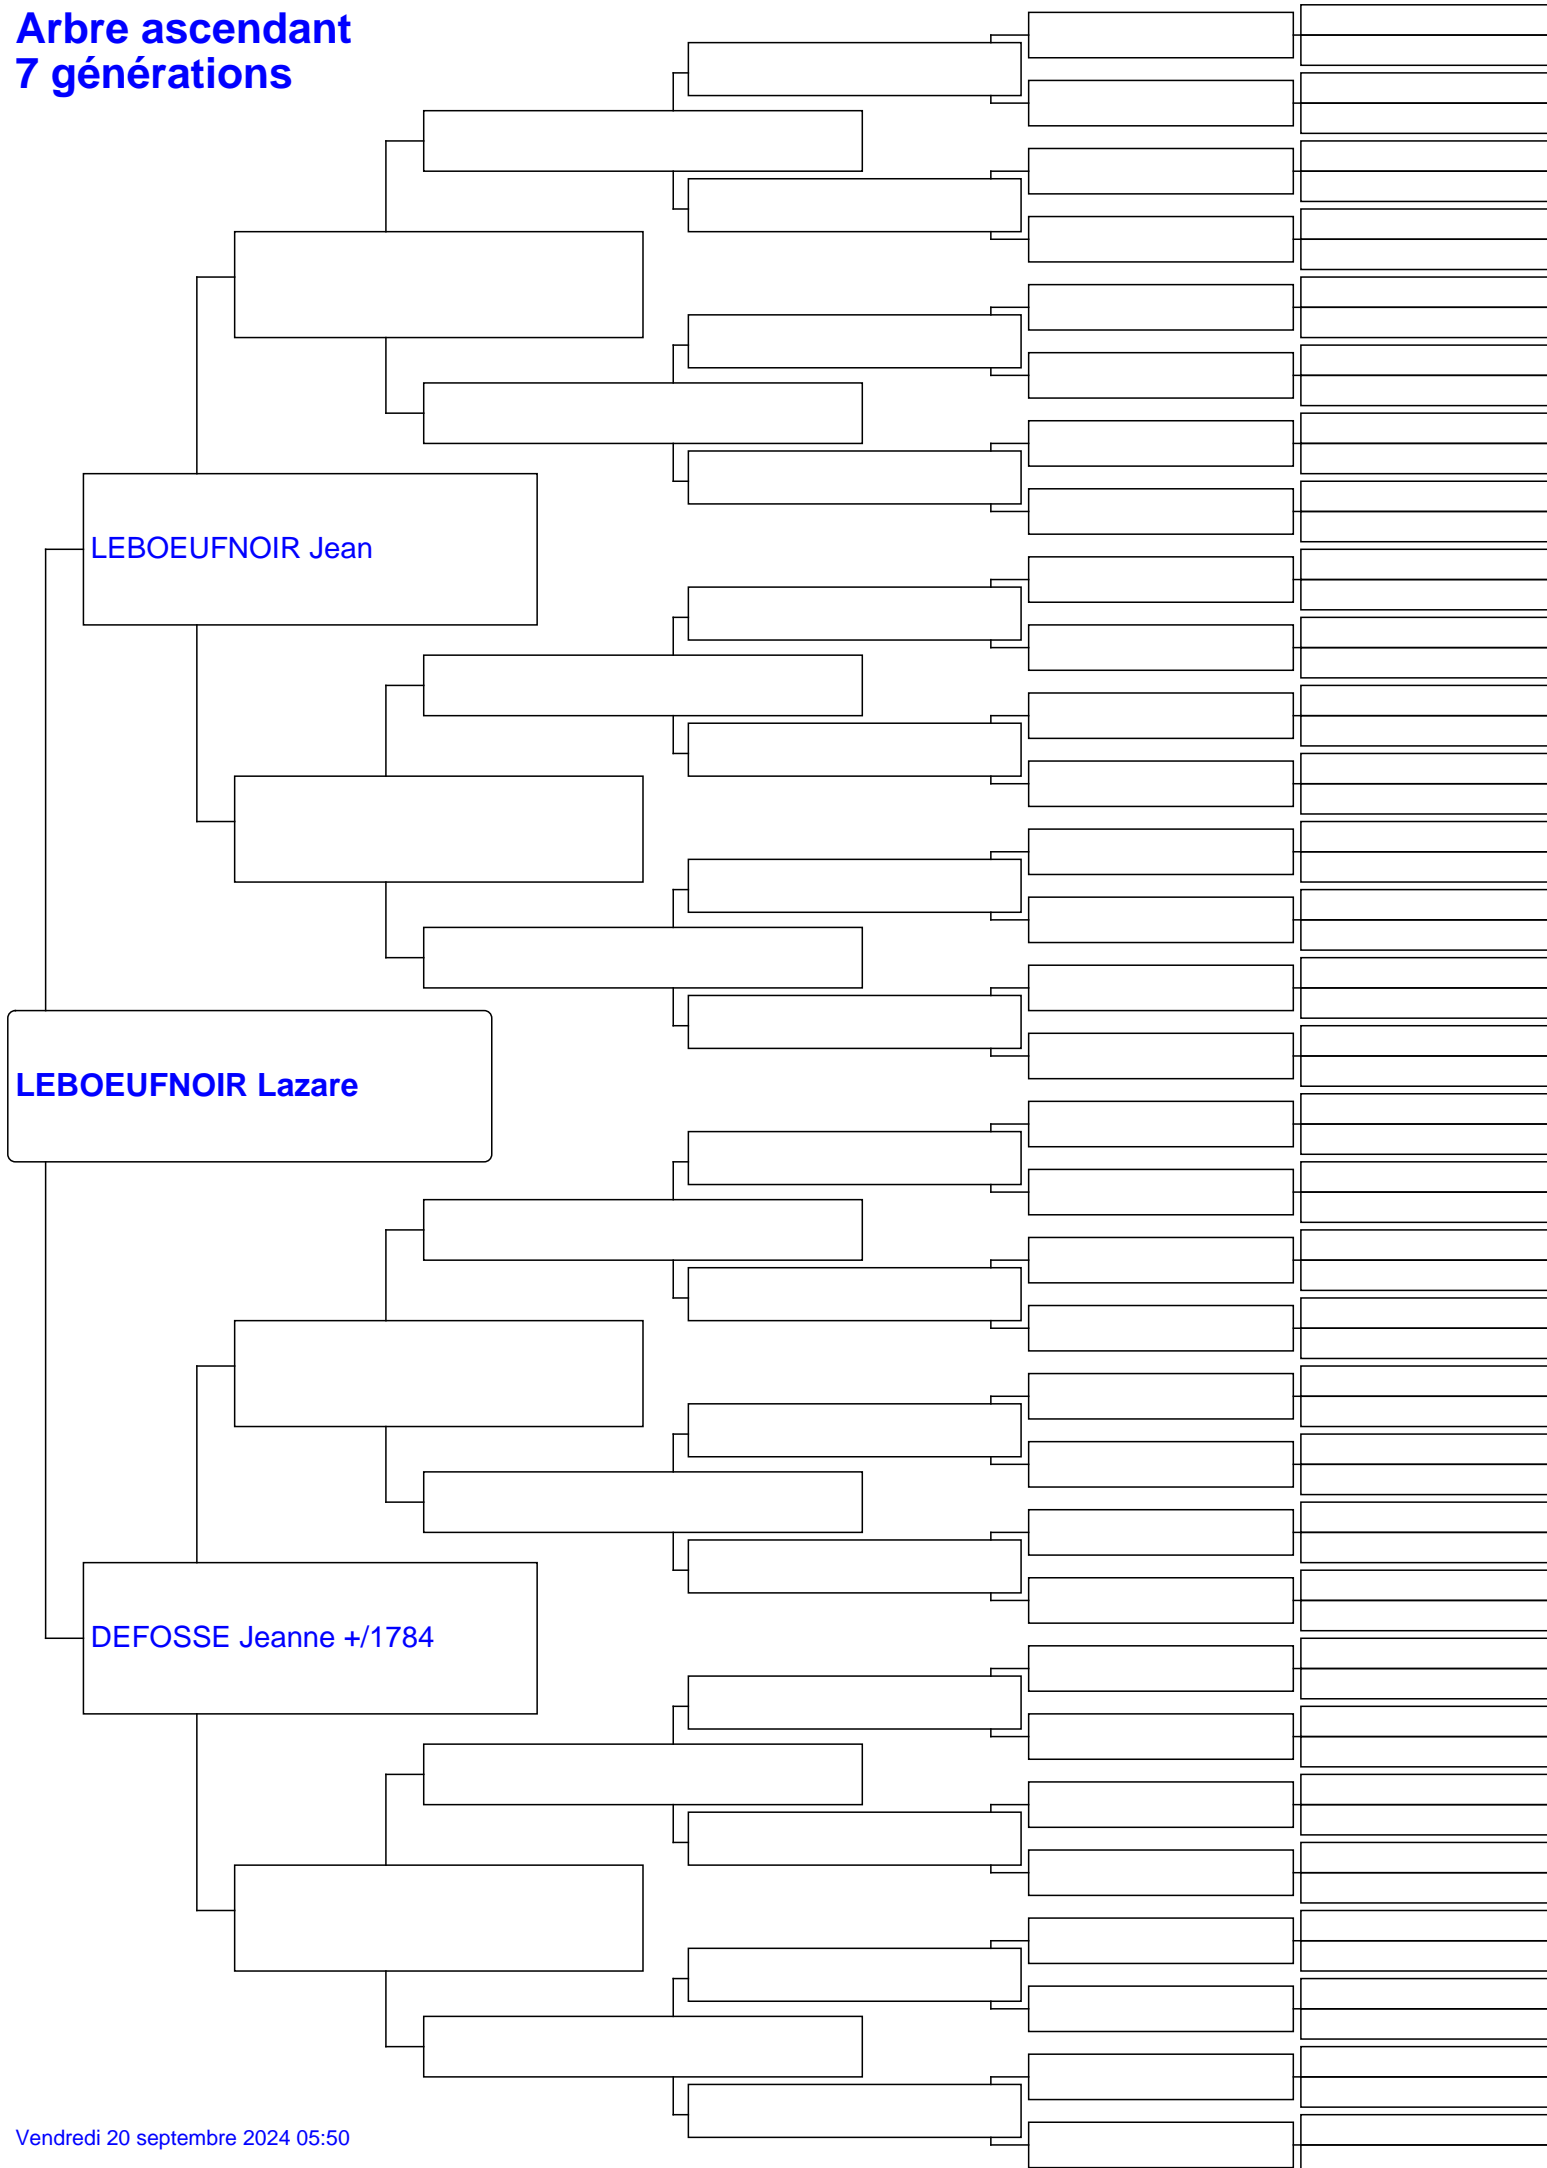 Arbre ascendant
7 générations
LEBOEUFNOIR Jean
LEBOEUFNOIR Lazare
DEFOSSE Jeanne +/1784
Vendredi 20 septembre 2024 05:50